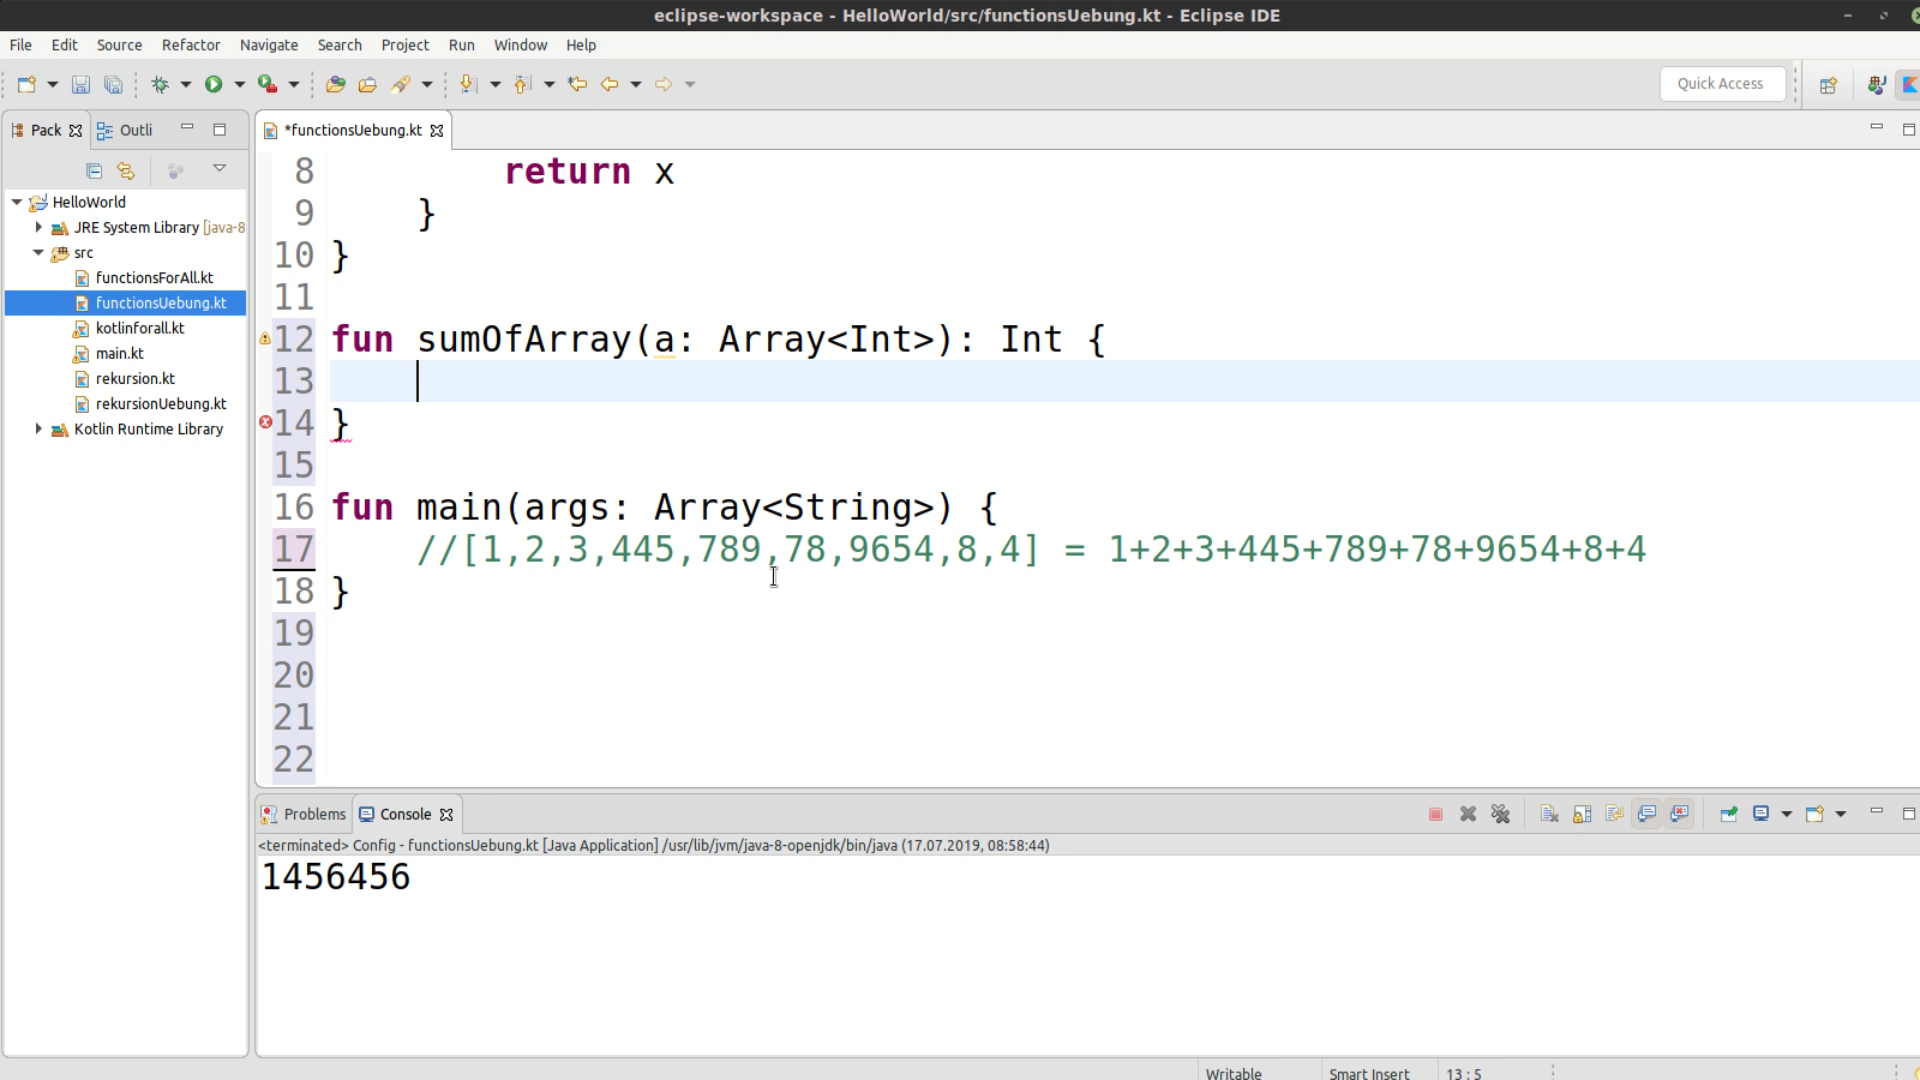 eclipse-workspace - HelloWorld/src/functionsUebung.kt - Eclipse IDE
File Edit Source Refactor Navigate Search Project Run Window Help
Quick Access
Pack Outli
*functionsUebung.kt
HelloWorld
JRE System Library [java-8
src
functionsForAll.kt
functionsUebung.kt
kotlinforall.kt
main.kt
rekursion.kt
rekursionUebung.kt
Kotlin Runtime Library
8 return x
9 }
10 }
11
12 fun sumOfArray(a: Array<Int>): Int {
13
14 }
15
16 fun main(args: Array<String>) {
17 //[1,2,3,445,789,78,9654,8,4] = 1+2+3+445+789+78+9654+8+4
18 }
19
20
21
22
Problems Console
<terminated> Config - functionsUebung.kt [Java Application] /usr/lib/jvm/java-8-openjdk/bin/java (17.07.2019, 08:58:44)
1456456
Writable Smart Insert 13 : 5